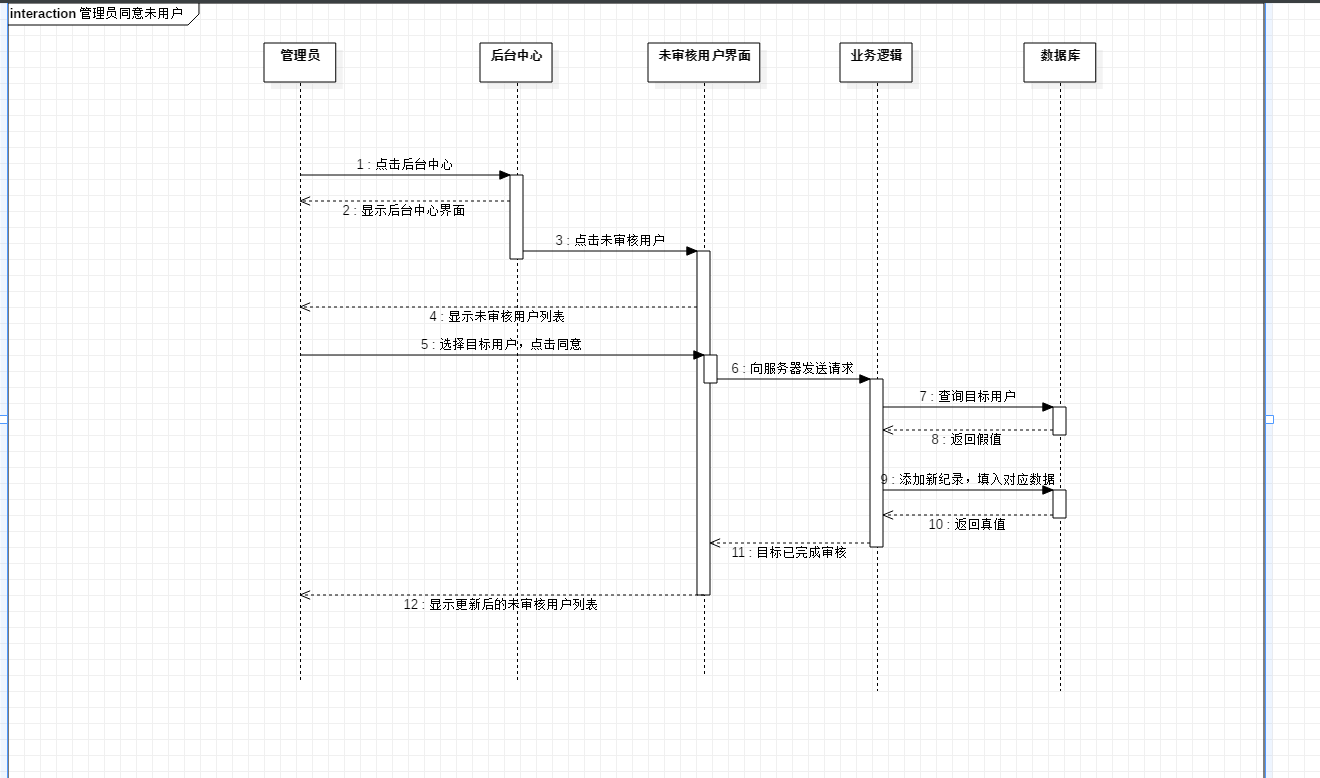 interaction 管理员同意未用户
管理员
后台中心
未审核用户界面
业务逻辑
数据库
1 : 点击后台中心
2 : 显示后台中心界面
3 : 点击未审核用户
4 : 显示未审核用户列表
5 : 选择目标用户，点击同意
6 : 向服务器发送请求
7 : 查询目标用户
8 : 返回假值
9 : 添加新纪录，填入对应数据
10 : 返回真值
11 : 目标已完成审核
12 : 显示更新后的未审核用户列表